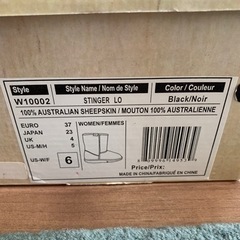 Style
Style Name / Nom de Style
Color / Couleur
W10002
STINGER LO
Black/Noir
100% AUSTRALIAN SHEEPSKIN / MOUTON 100% AUSTRALIENNE
EURO 37
JAPAN 23
UK 4
US-M/H 5
US-W/F 6
WOMEN/FEMMES
PRICE/PRIX:
MADE IN CHINA/FABRIQUÉ EN CHINE